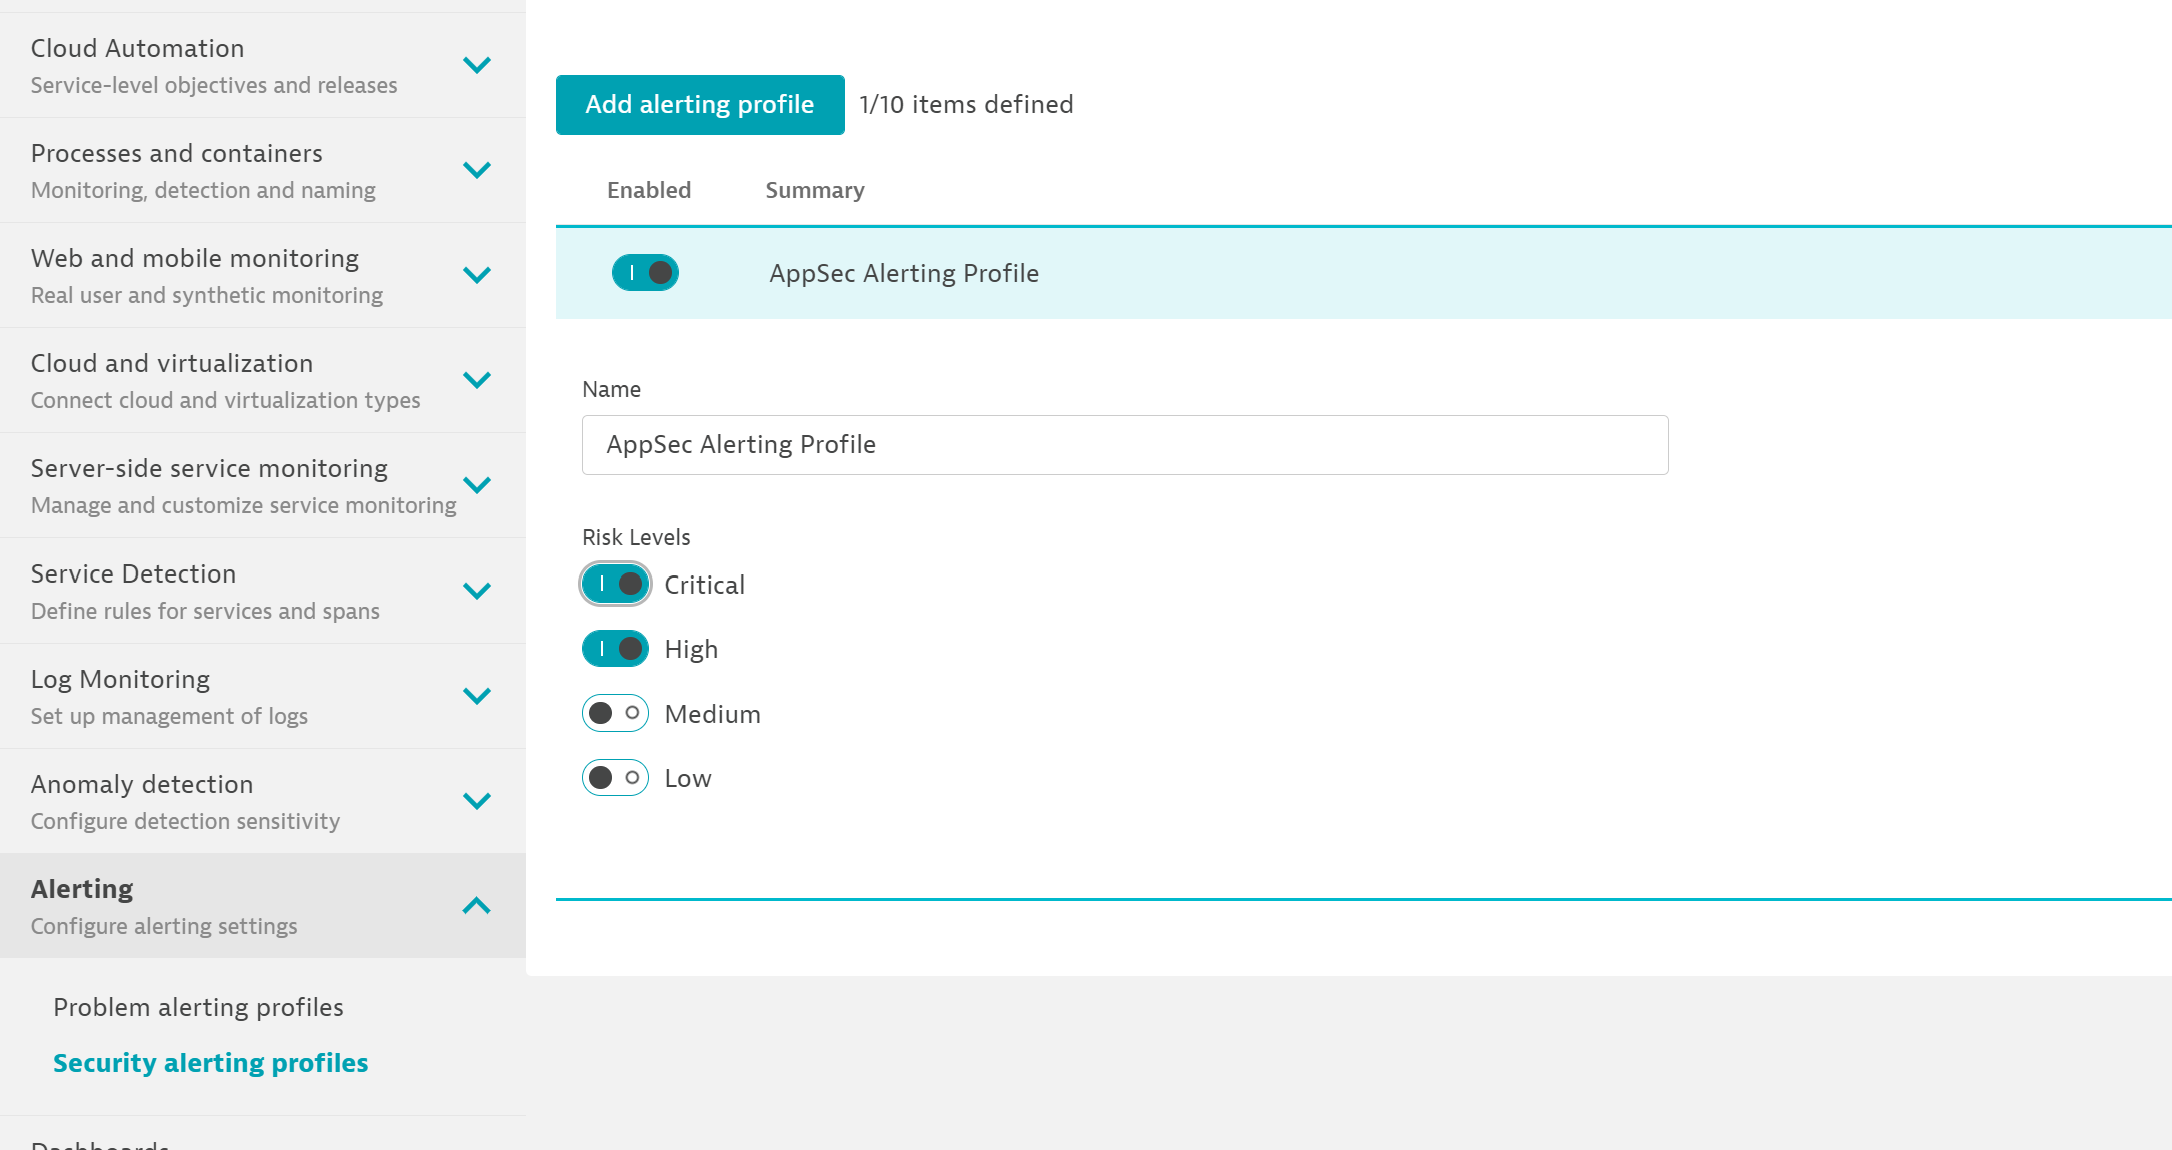 Cloud Automation
Service-level objectives and releases
Processes and containers
Monitoring, detection and naming
Web and mobile monitoring
Real user and synthetic monitoring
Cloud and virtualization
Connect cloud and virtualization types
Server-side service monitoring
Manage and customize service monitoring
Service Detection
Define rules for services and spans
Log Monitoring
Set up management of logs
Anomaly detection
Configure detection sensitivity
Alerting
Configure alerting settings
Problem alerting profiles
Security alerting profiles
Dashboards
Add alerting profile 1/10 items defined
Enabled Summary
AppSec Alerting Profile
Name
AppSec Alerting Profile
Risk Levels
Critical
High
Medium
Low